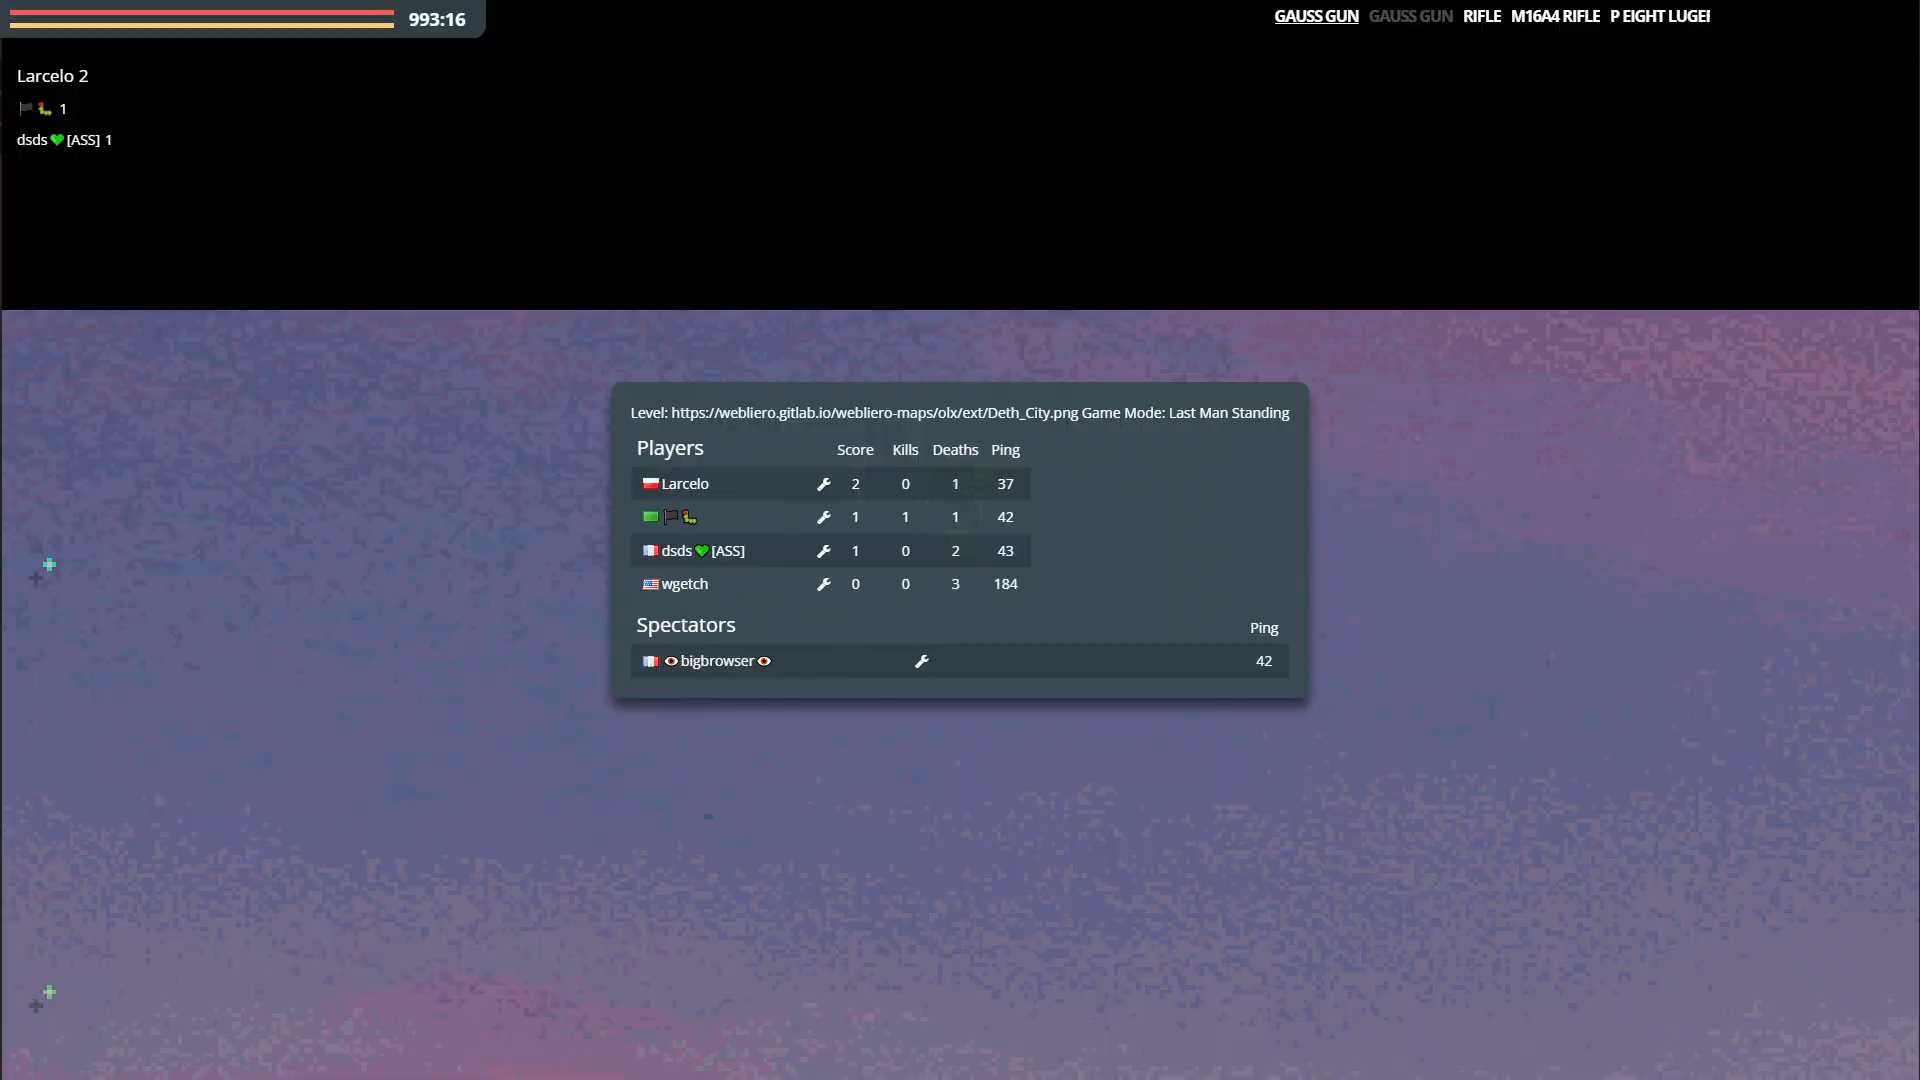 993:16
GAUSS GUN GAUSS GUN RIFLE M16A4 RIFLE P EIGHT LUGER
Larcelo 2
🏴🐛 1
dsds💚[ASS] 1
Level: https://webliero.gitlab.io/webliero-maps/olx/ext/Deth_City.png Game Mode: Last Man Standing
Players Score Kills Deaths Ping
Larcelo 2 0 1 37
🏴🐛 1 1 1 42
dsds💚[ASS] 1 0 2 43
wgetch 0 0 3 184
Spectators Ping
👁bigbrowser👁 42